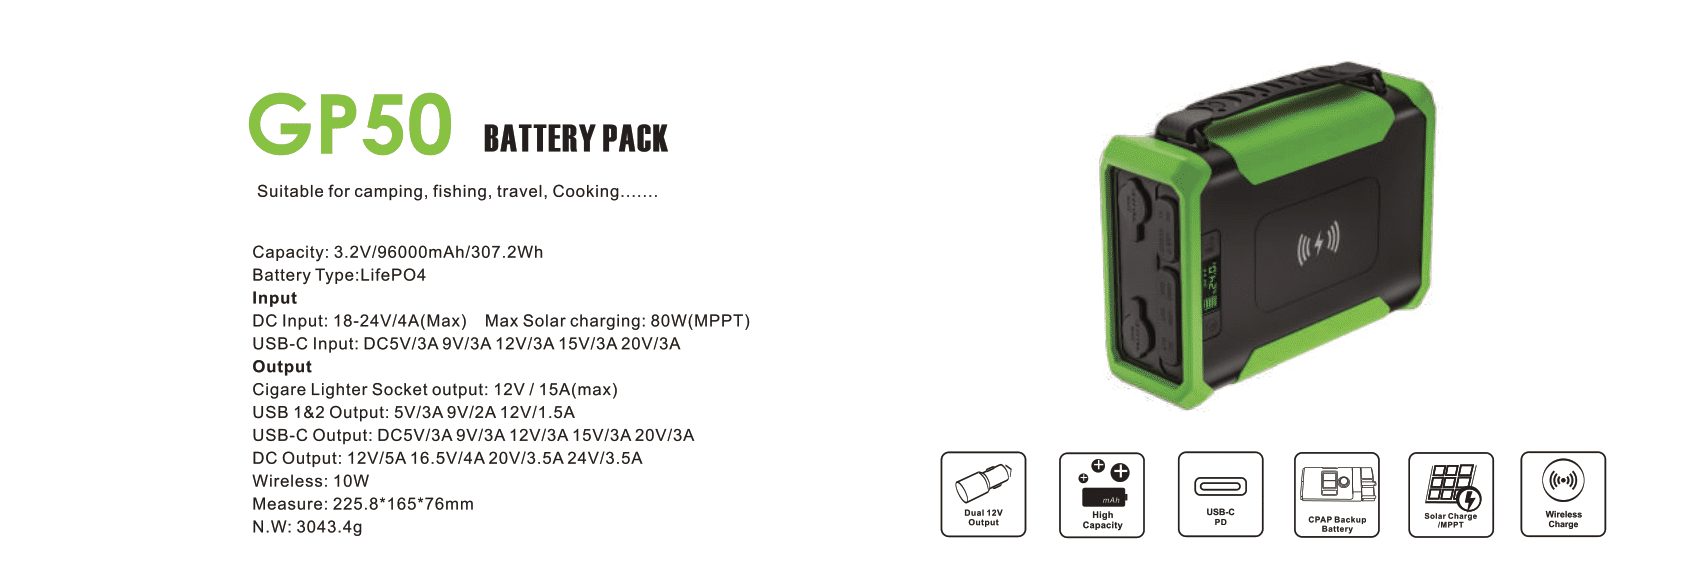 GP50 BATTERY PACK
Suitable for camping, fishing, travel, Cooking.......
Capacity: 3.2V/96000mAh/307.2Wh
Battery Type:LifePO4
Input
DC Input: 18-24V/4A(Max) Max Solar charging: 80W(MPPT)
USB-C Input: DC5V/3A 9V/3A 12V/3A 15V/3A 20V/3A
Output
Cigare Lighter Socket output: 12V / 15A(max)
USB 1&2 Output: 5V/3A 9V/2A 12V/1.5A
USB-C Output: DC5V/3A 9V/3A 12V/3A 15V/3A 20V/3A
DC Output: 12V/5A 16.5V/4A 20V/3.5A 24V/3.5A
Wireless: 10W
Measure: 225.8*165*76mm
N.W: 3043.4g
24.0
Dual 12V
Output
mAh
High
Capacity
USB-C
PD
CPAP Backup
Battery
Solar Charge
/MPPT
Wireless
Charge